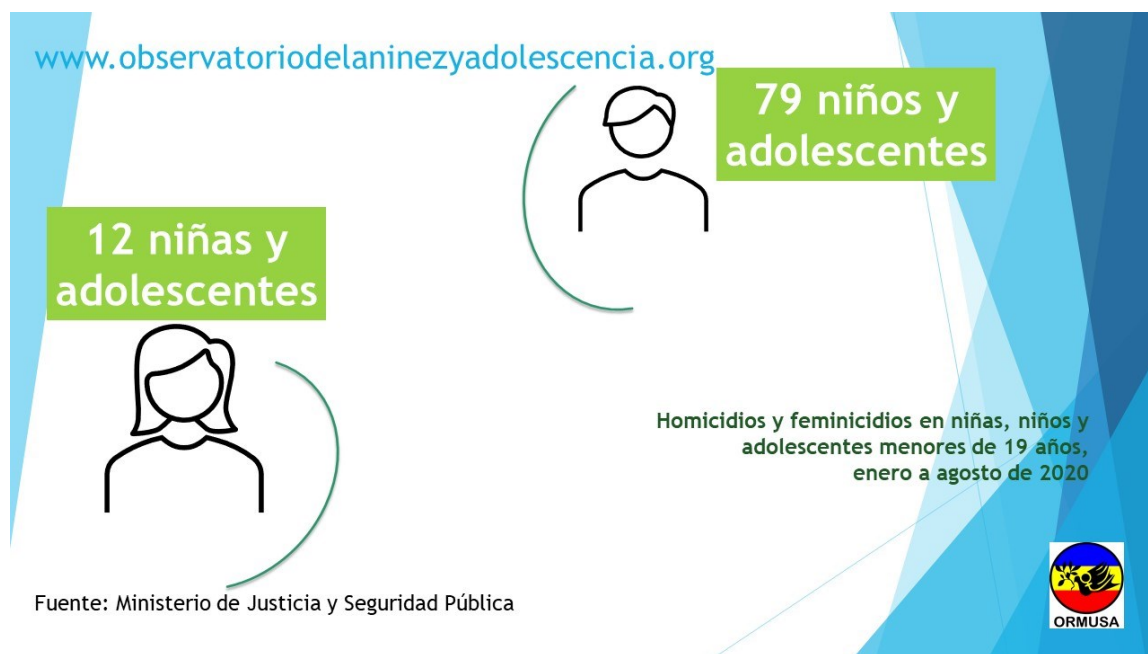 www.observatoriodelaninezyadolescencia.org
79 niños y
adolescentes
12 niñas y
adolescentes
Homicidios y feminicidios en niñas, niños y
adolescentes menores de 19 años,
enero a agosto de 2020
Fuente: Ministerio de Justicia y Seguridad Pública
ORMUSA